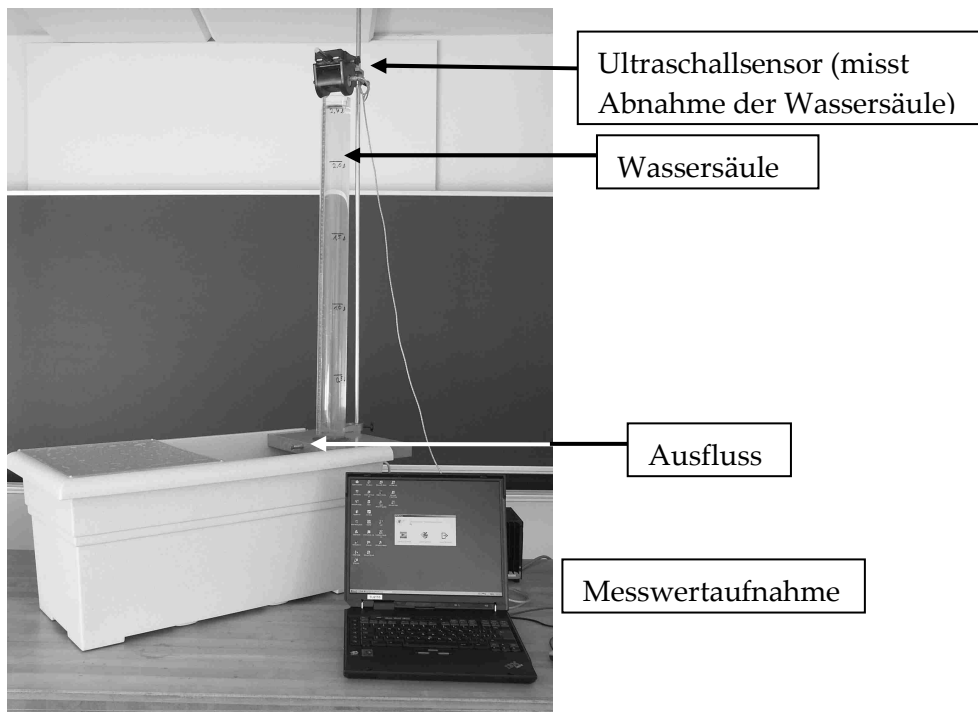 Ultraschallsensor (misst
Abnahme der Wassersäule)
Wassersäule
Ausfluss
Messwertaufnahme